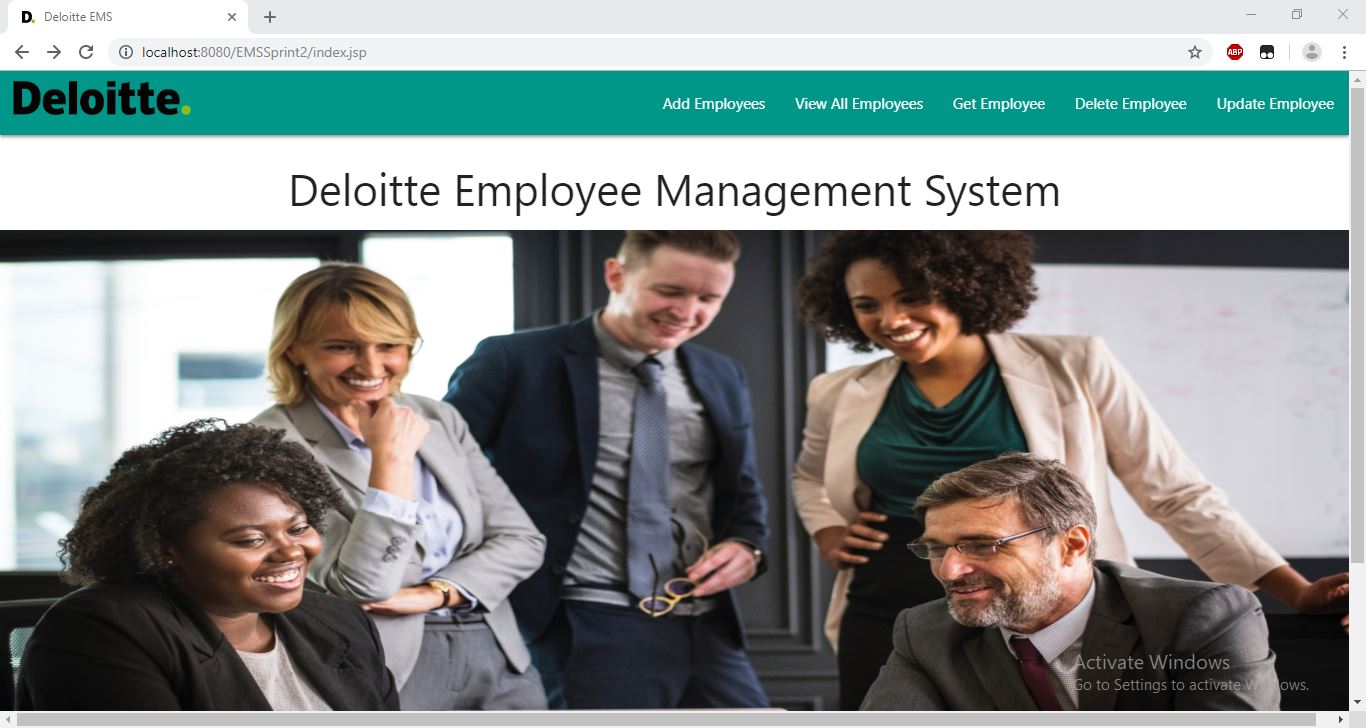 D. Deloitte EMS
localhost:8080/EMSSprint2/index.jsp
ABP
Deloitte.
Add Employees View All Employees Get Employee Delete Employee Update Employee
Deloitte Employee Management System
Activate Windows
Go to Settings to activate Windows.